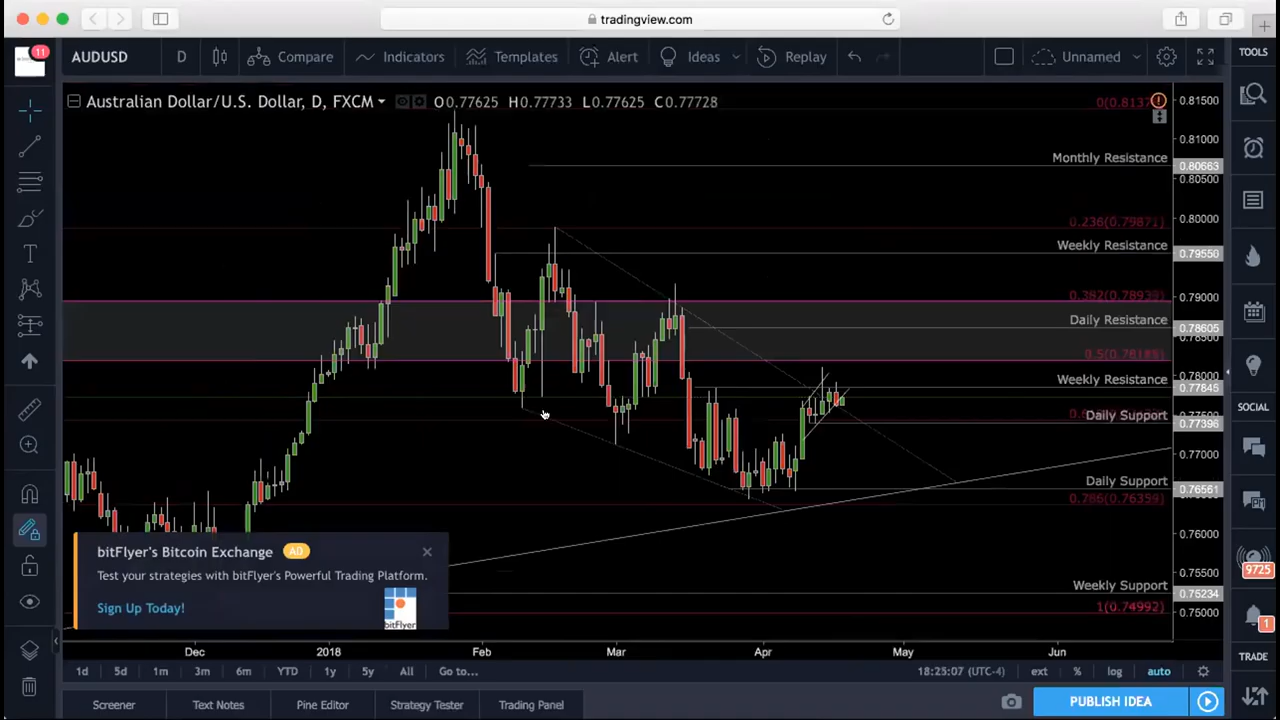 tradingview.com
11
AUDUSD D Compare Indicators Templates Alert Ideas Replay Unnamed
TOOLS
Australian Dollar/U.S. Dollar, D, FXCM O0.77625 H0.77733 L0.77625 C0.77728
0.81500
0.81000
Monthly Resistance
0.80663
0.80500
0.80000
0.236(0.79871)
Weekly Resistance
0.79550
0.79000
0.382(0.78939)
Daily Resistance
0.78605
0.5(0.78185)
0.78000
Weekly Resistance
0.77845
Daily Support
0.77396
SOCIAL
0.77000
Daily Support
0.76561
0.786(0.76359)
0.76000
bitFlyer's Bitcoin Exchange AD
Test your strategies with bitFlyer's Powerful Trading Platform.
Sign Up Today!
bitFlyer
0.75500
9725
Weekly Support
0.75234
1(0.74992)
0.75000
1
Dec 2018 Feb Mar Apr May Jun
TRADE
1d 5d 1m 3m 6m YTD 1y 5y All Go to... 18:25:07 (UTC-4) ext % log auto
Screener Text Notes Pine Editor Strategy Tester Trading Panel PUBLISH IDEA